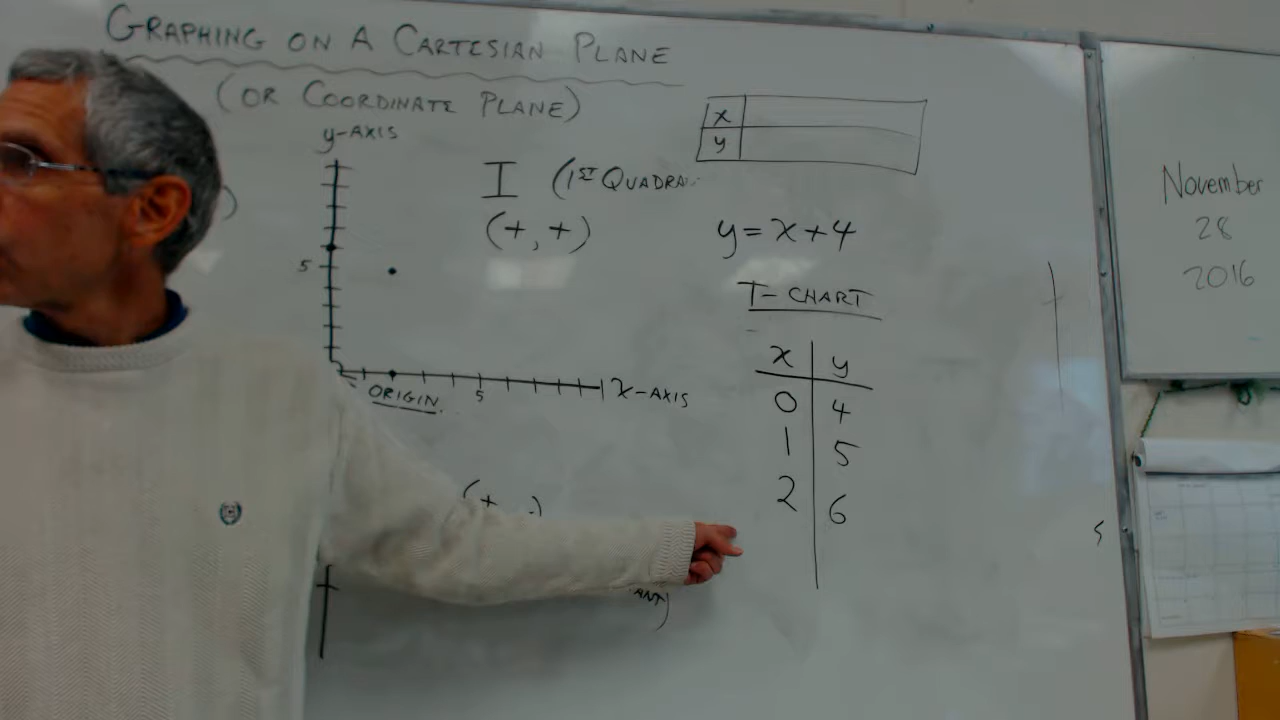 GRAPHING ON A CARTESIAN PLANE
(OR COORDINATE PLANE)
y-AXIS
I (1ST
(+, +)
5
ORIGIN.
5
X-AXIS
x
y
y=x+4
T-CHART
x y
0 4
1 5
2 6
November
28
2016